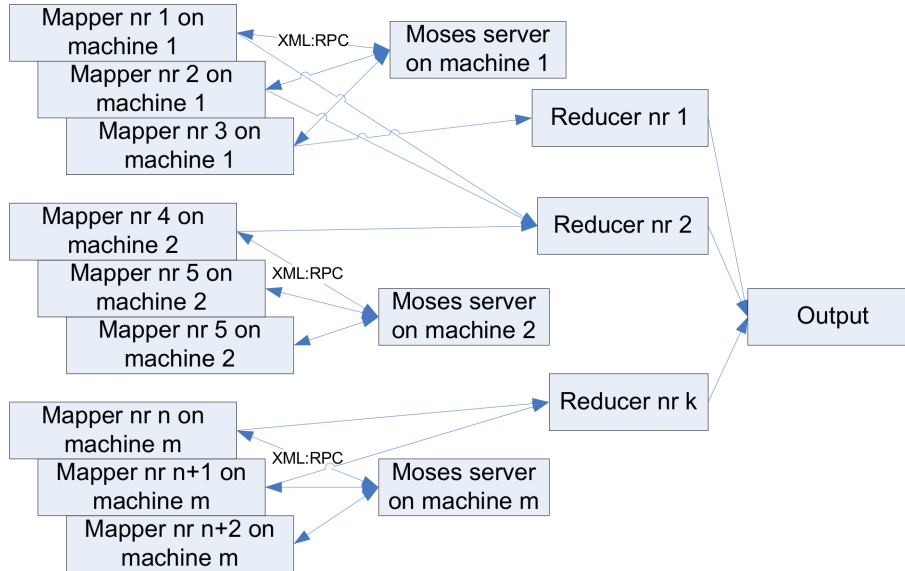 Mapper nr 1 on
machine 1
XML:RPC
Moses server
on machine 1
Mapper nr 2 on
machine 1
Mapper nr 3 on
machine 1
Reducer nr 1
Mapper nr 4 on
machine 2
Reducer nr 2
XML:RPC
Mapper nr 5 on
machine 2
Moses server
on machine 2
Mapper nr 5 on
machine 2
Output
Reducer nr k
Mapper nr n on
machine m
XML:RPC
Mapper nr n+1 on
machine m
Moses server
on machine m
Mapper nr n+2 on
machine m